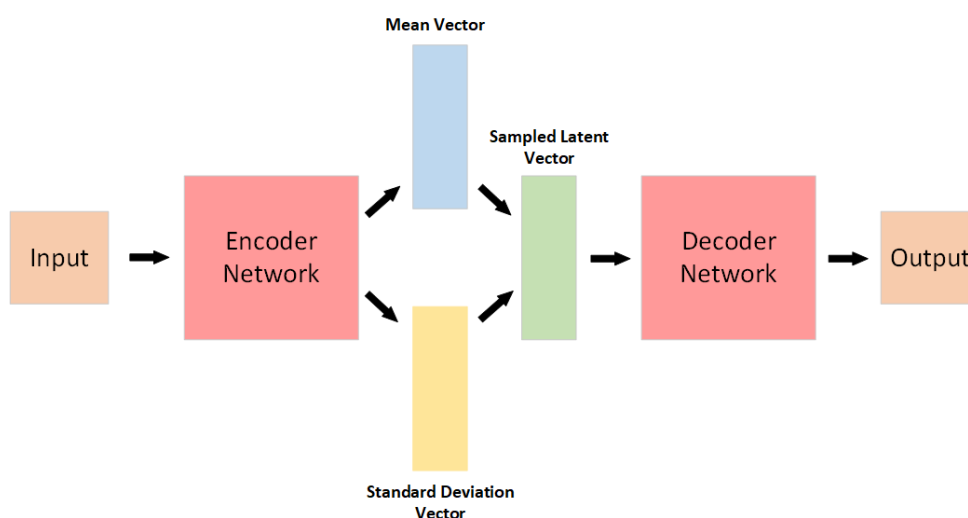 Mean Vector
Sampled Latent
Vector
Input
Encoder
Network
Decoder
Network
Output
Standard Deviation
Vector